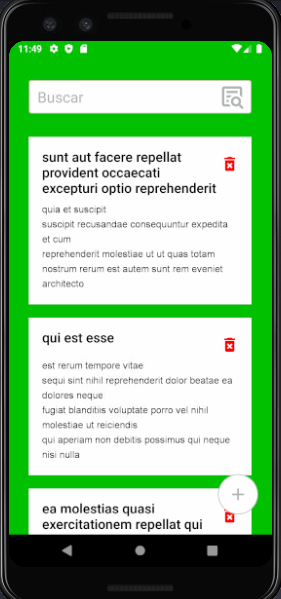 11:49
Buscar
sunt aut facere repellat
provident occaecati
excepturi optio reprehenderit
quia et suscipit
suscipit recusandae consequuntur expedita
et cum
reprehenderit molestiae ut ut quas totam
nostrum rerum est autem sunt rem eveniet
architecto
qui est esse
est rerum tempore vitae
sequi sint nihil reprehenderit dolor beatae ea
dolores neque
fugiat blanditiis voluptate porro vel nihil
molestiae ut reiciendis
qui aperiam non debitis possimus qui neque
nisi nulla
ea molestias quasi
exercitationem repellat qui